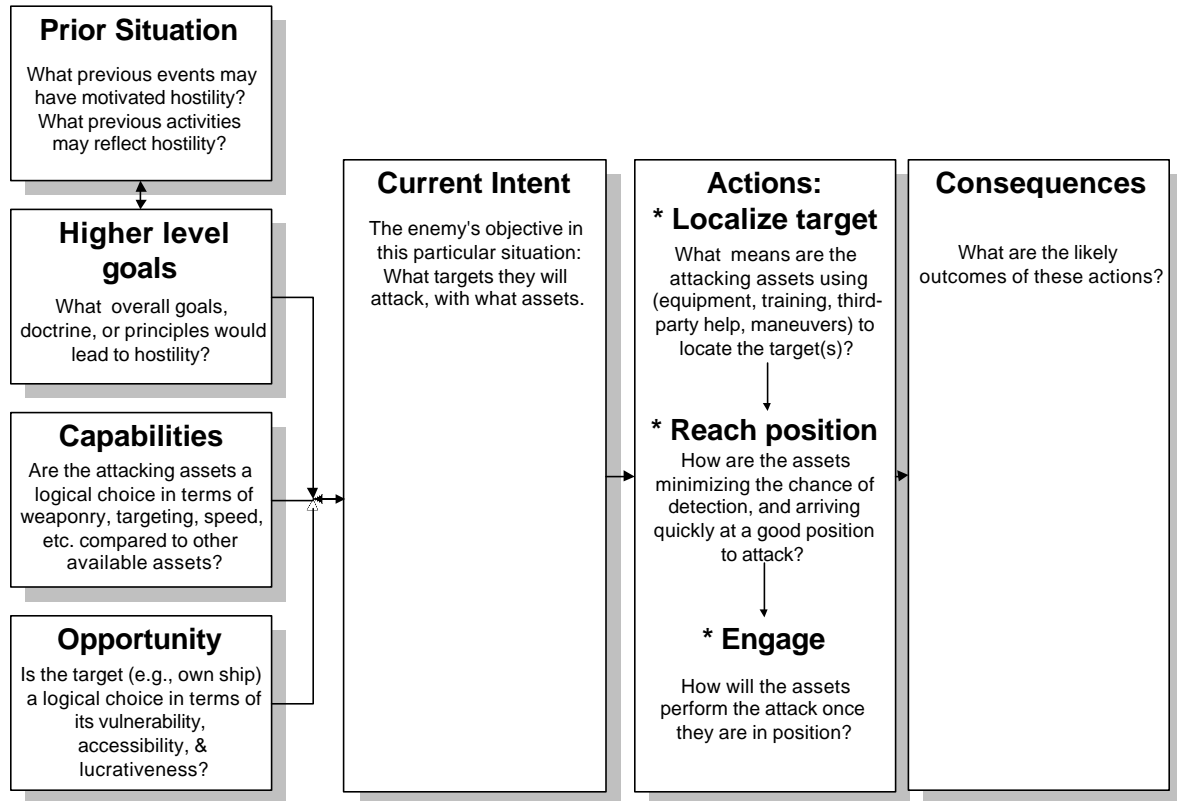 Prior Situation
What previous events may
have motivated hostility?
What previous activities
may reflect hostility?
Higher level
goals
What overall goals,
doctrine, or principles would
lead to hostility?
Capabilities
Are the attacking assets a
logical choice in terms of
weaponry, targeting, speed,
etc. compared to other
available assets?
Opportunity
Is the target (e.g., own ship)
a logical choice in terms of
its vulnerability,
accessibility, &
lucrativeness?
Current Intent
The enemy's objective in
this particular situation:
What targets they will
attack, with what assets.
Actions:
* Localize target
What means are the
attacking assets using
(equipment, training, third-
party help, maneuvers) to
locate the target(s)?
* Reach position
How are the assets
minimizing the chance of
detection, and arriving
quickly at a good position
to attack?
* Engage
How will the assets
perform the attack once
they are in position?
Consequences
What are the likely
outcomes of these actions?